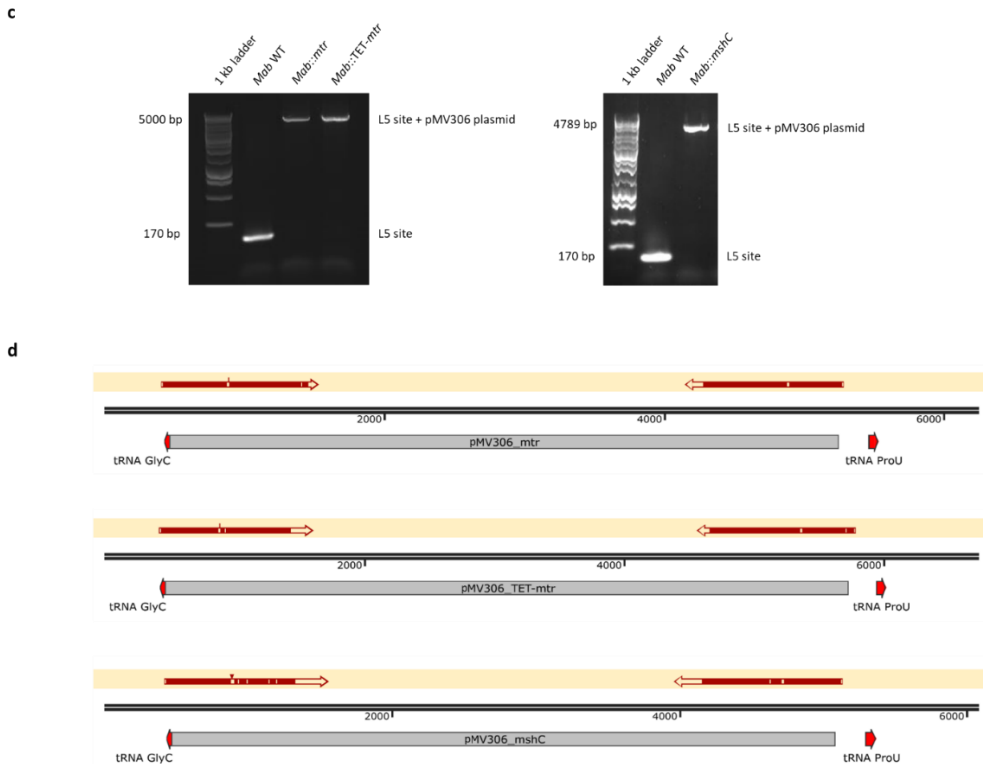 c
1 kb ladder
Mab WT
Mab::mtr
Mab::TET-mtr
5000 bp
L5 site + pMV306 plasmid
170 bp
L5 site
1 kb ladder
Mab WT
Mab::mshC
4789 bp
L5 site + pMV306 plasmid
170 bp
L5 site
d
2000 4000 6000
pMV306_mtr
tRNA GlyC tRNA ProU
2000 4000 6000
pMV306_TET-mtr
tRNA GlyC tRNA ProU
2000 4000 6000
pMV306_mshC
tRNA GlyC tRNA ProU